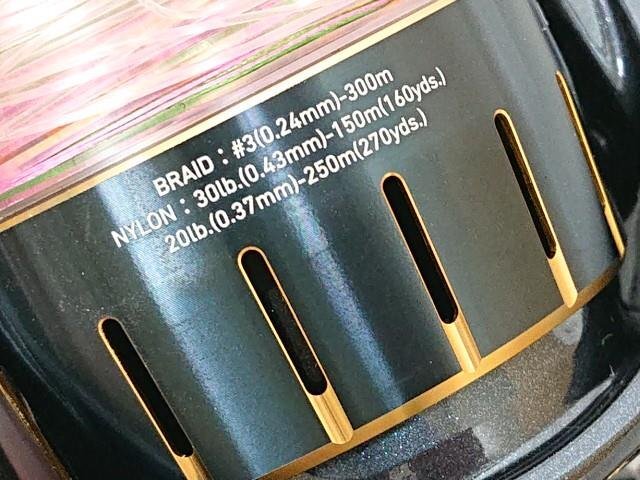 BRAID : #3(0.24mm)-300m
NYLON : 30lb.(0.43mm)-150m(160yds.)
20lb.(0.37mm)-250m(270yds.)